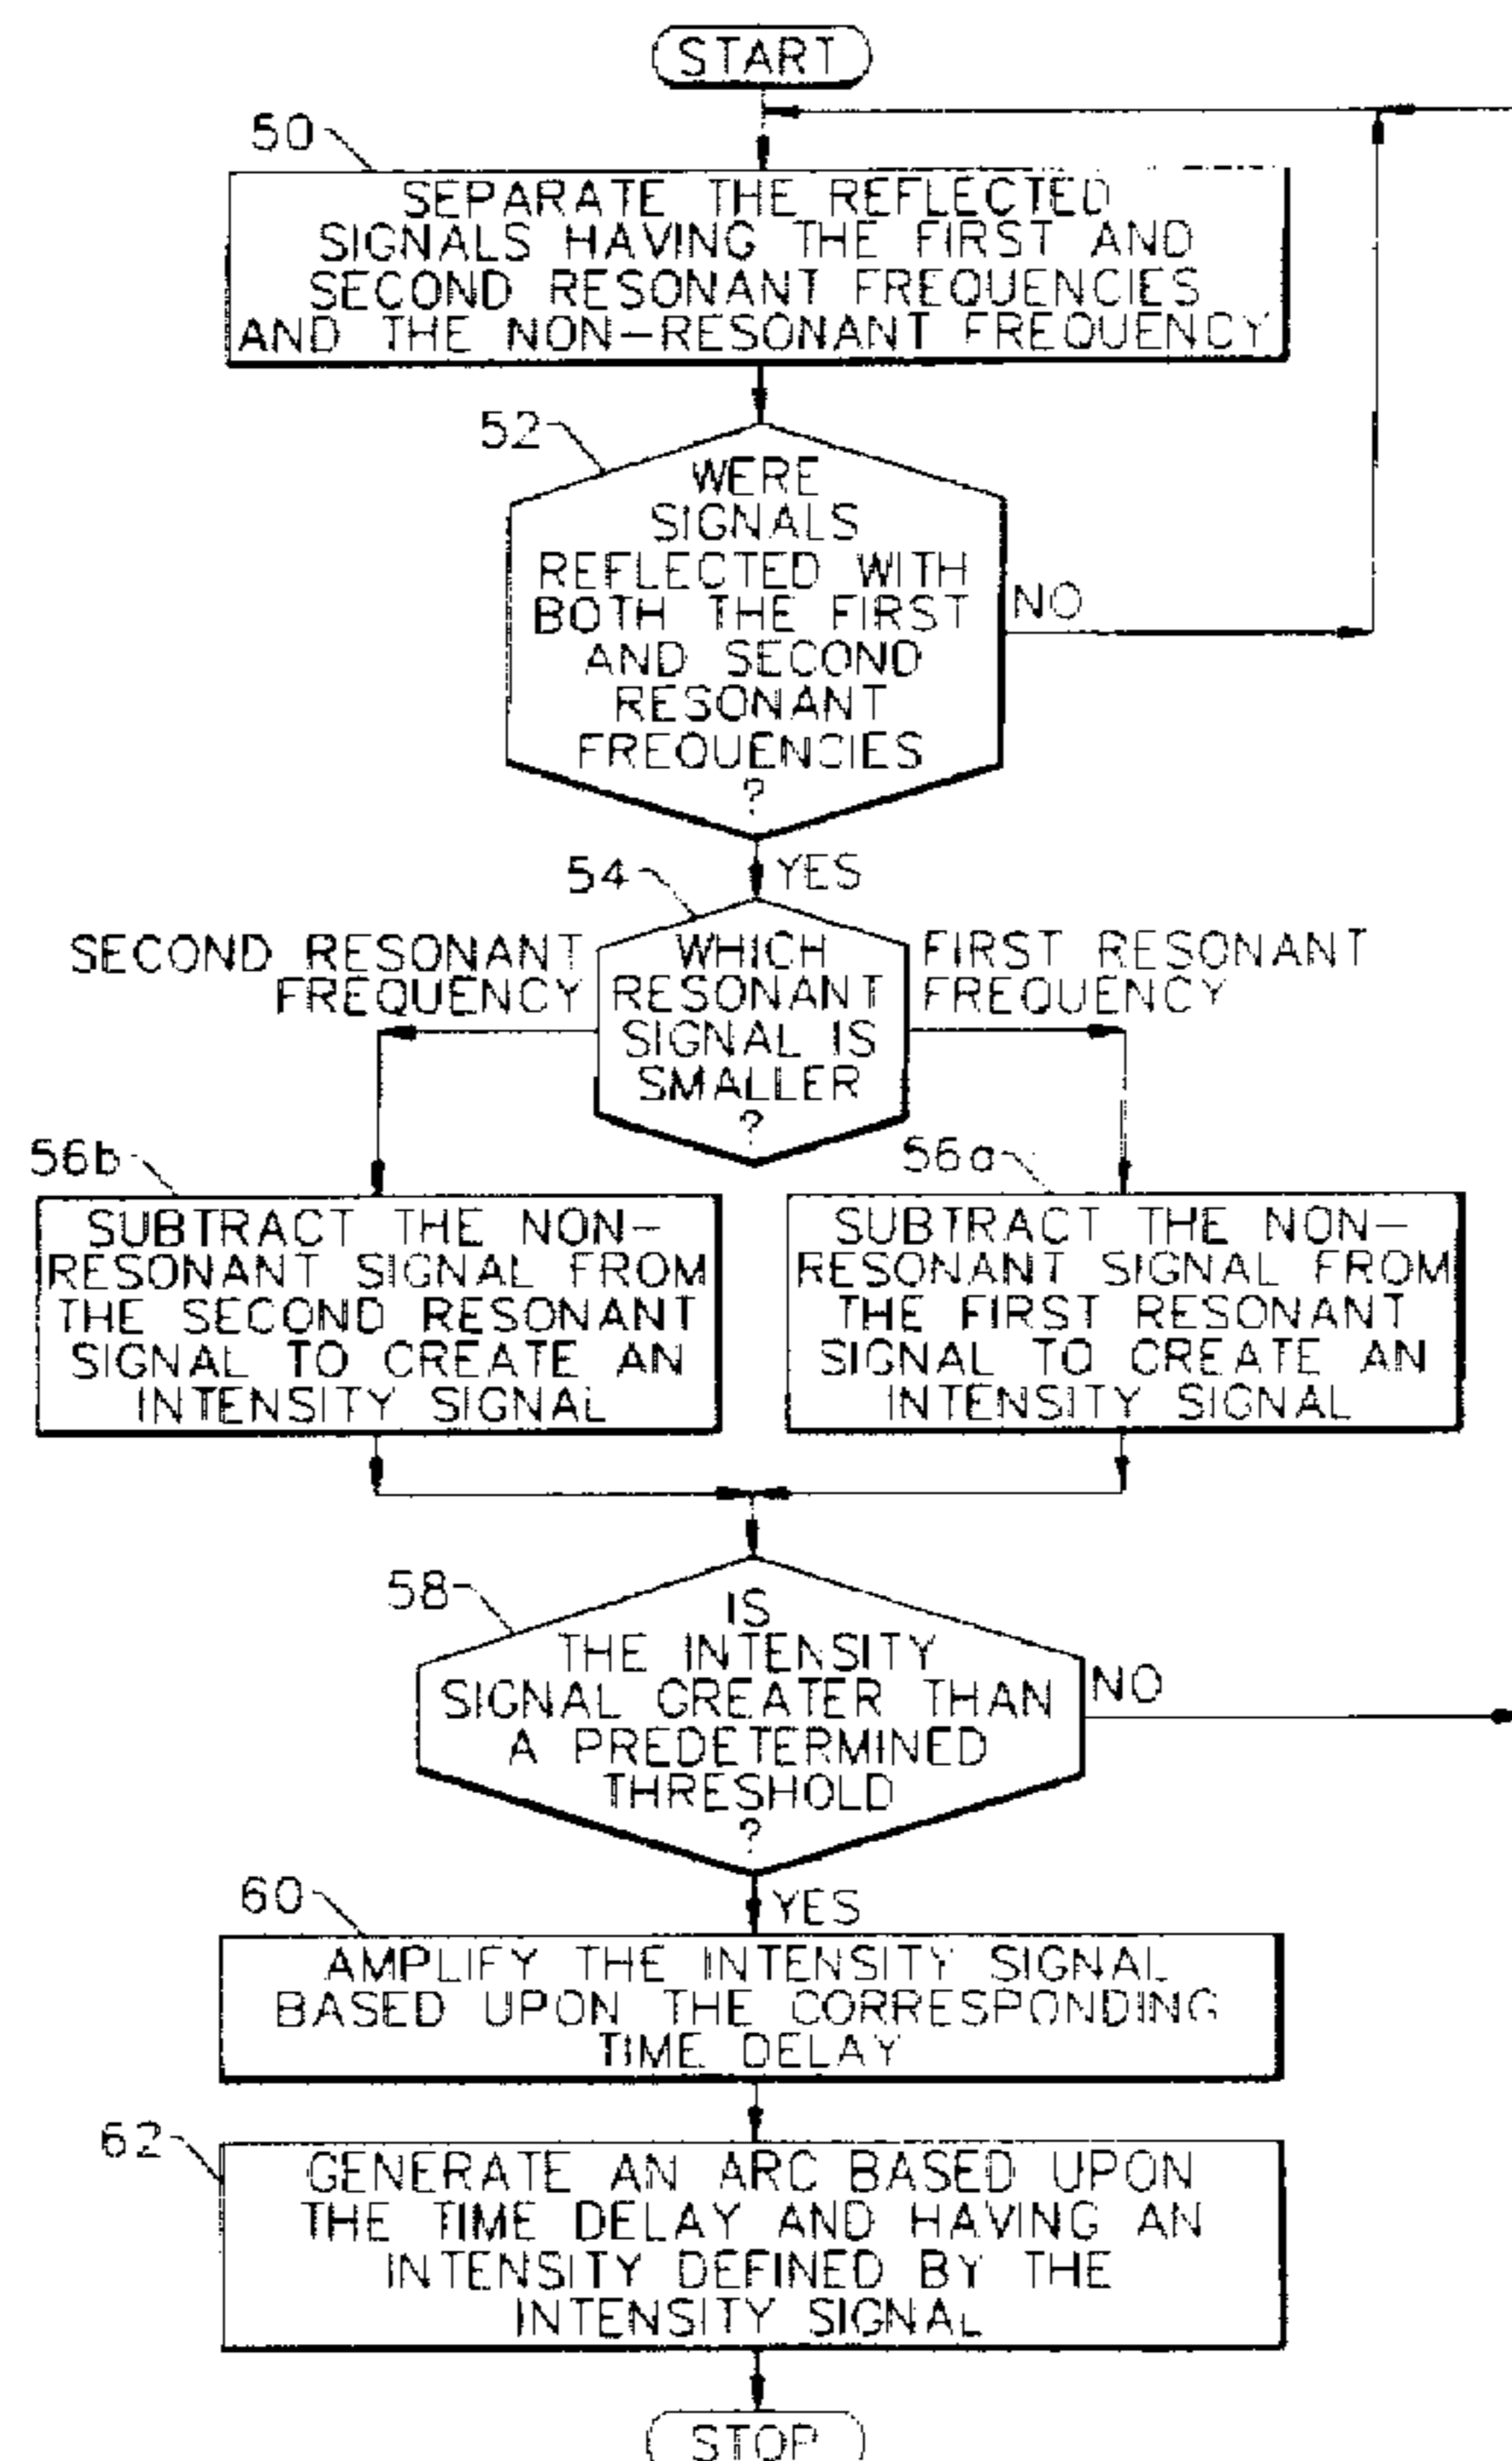 START
50
SEPARATE THE REFLECTED
SIGNALS HAVING THE FIRST AND
SECOND RESONANT FREQUENCIES
AND THE NON-RESONANT FREQUENCY
52
WERE
SIGNALS
REFLECTED WITH
BOTH THE FIRST
AND SECOND
RESONANT
FREQUENCIES
?
NO
YES
54
SECOND RESONANT
FREQUENCY
WHICH
RESONANT
SIGNAL IS
SMALLER
?
FIRST RESONANT
FREQUENCY
56b
SUBTRACT THE NON-
RESONANT SIGNAL FROM
THE SECOND RESONANT
SIGNAL TO CREATE AN
INTENSITY SIGNAL
56a
SUBTRACT THE NON-
RESONANT SIGNAL FROM
THE FIRST RESONANT
SIGNAL TO CREATE AN
INTENSITY SIGNAL
58
IS
THE INTENSITY
SIGNAL GREATER THAN
A PREDETERMINED
THRESHOLD
?
NO
YES
60
AMPLIFY THE INTENSITY SIGNAL
BASED UPON THE CORRESPONDING
TIME DELAY
62
GENERATE AN ARC BASED UPON
THE TIME DELAY AND HAVING AN
INTENSITY DEFINED BY THE
INTENSITY SIGNAL
STOP